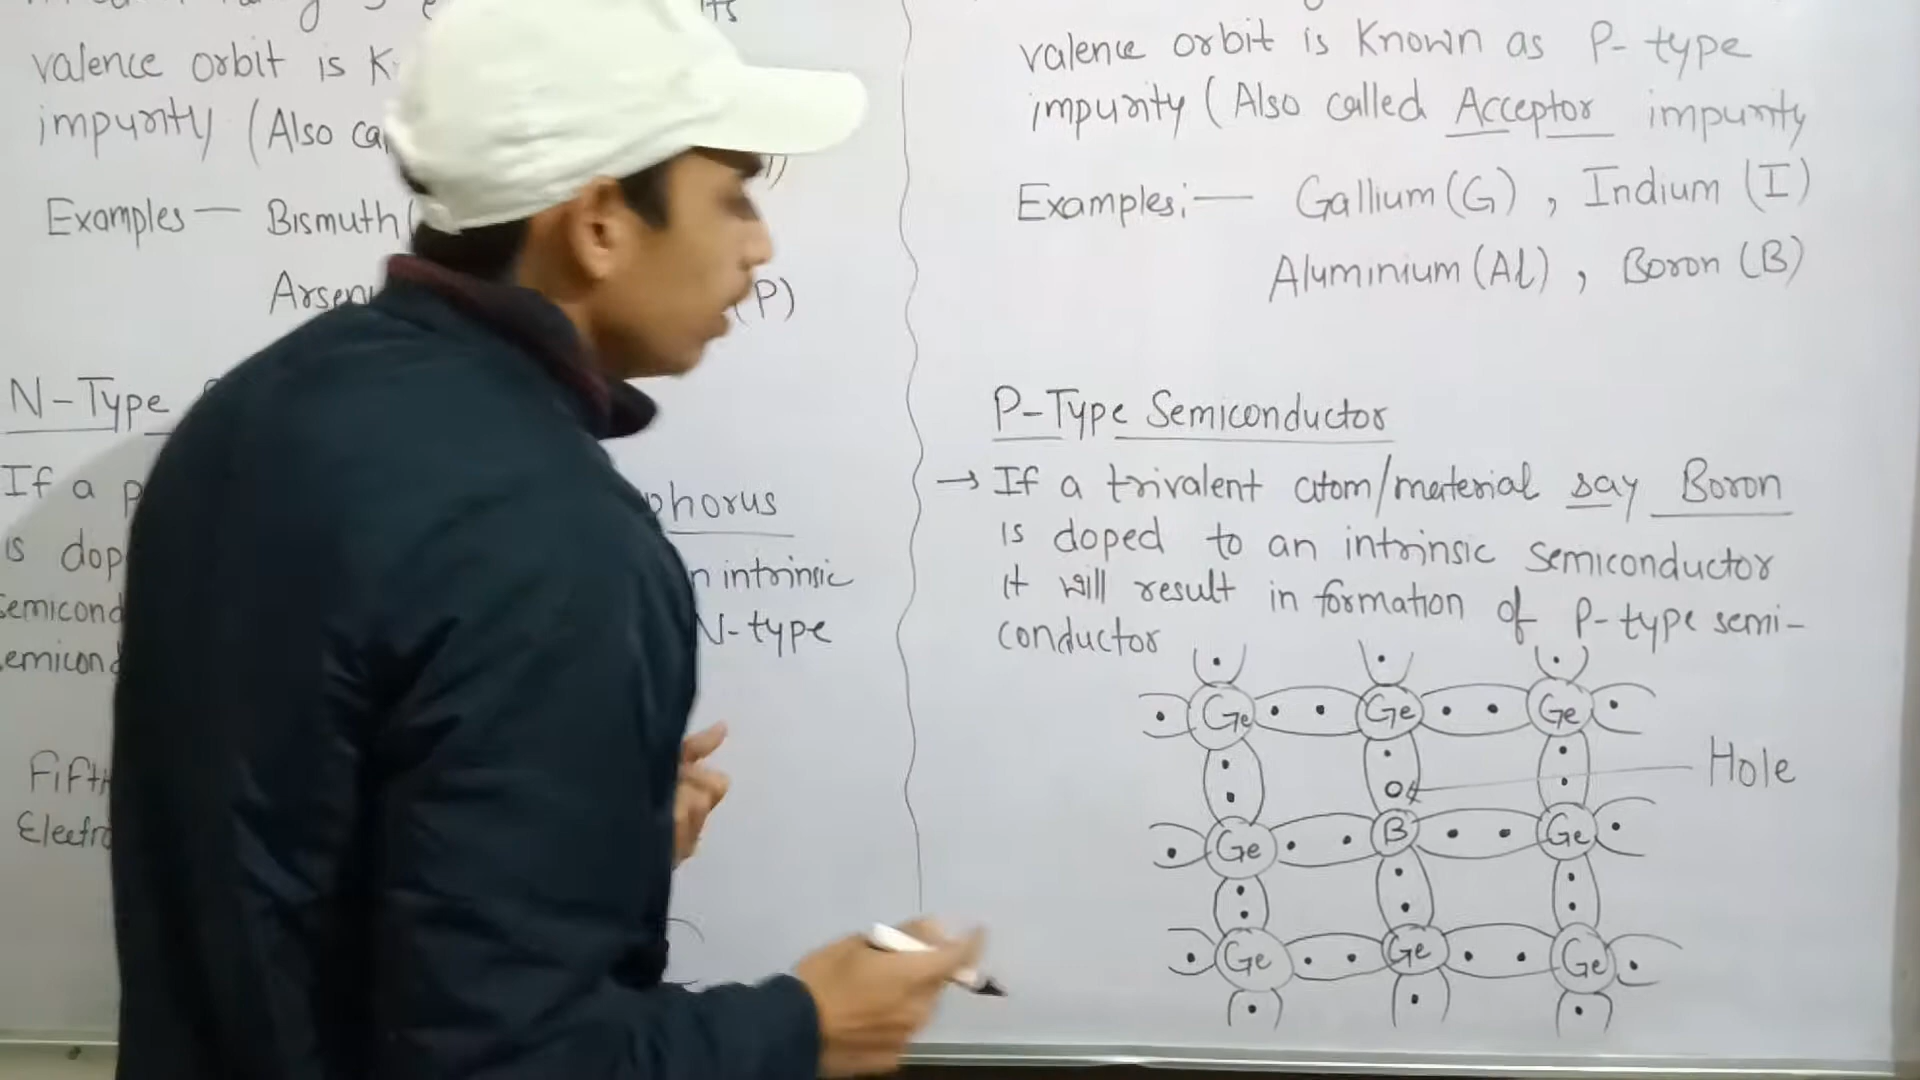 valence orbit is K
impurity (Also ca
Examples — Bismuth(
Arsen (P)
N-Type
If a p phorus
is dop n intrinsic
semicond N-type
semicond
Fifth
Electro
valence orbit is Known as P-type
impurity (Also called Acceptor impurity
Examples:— Gallium (G), Indium (I)
Aluminium (Al), Boron (B)
P-Type Semiconductor
→ If a trivalent atom/material say Boron
is doped to an intrinsic semiconductor
it will result in formation of P-type semi-
conductor
Ge Ge Ge
Hole
Ge B Ge
Ge Ge Ge